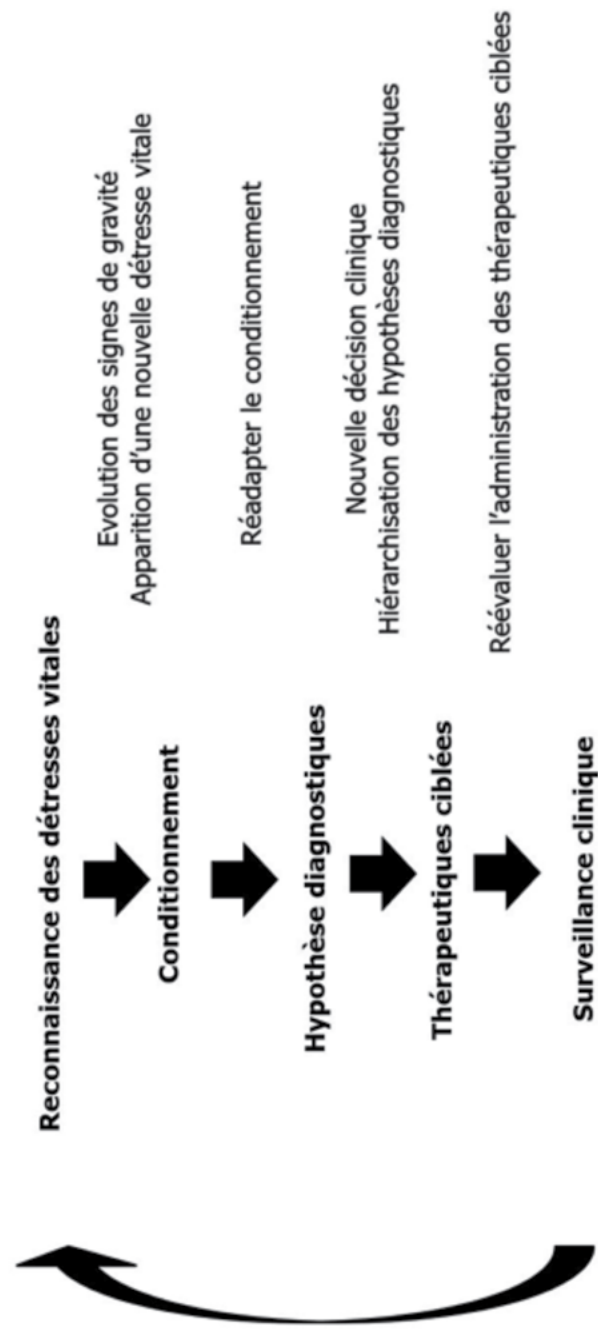 Reconnaissance des détresses vitales
Evolution des signes de gravité
Apparition d'une nouvelle détresse vitale
Conditionnement
Réadapter le conditionnement
Hypothèse diagnostiques
Nouvelle décision clinique
Hiérarchisation des hypothèses diagnostiques
Thérapeutiques ciblées
Réévaluer l'administration des thérapeutiques ciblées
Surveillance clinique